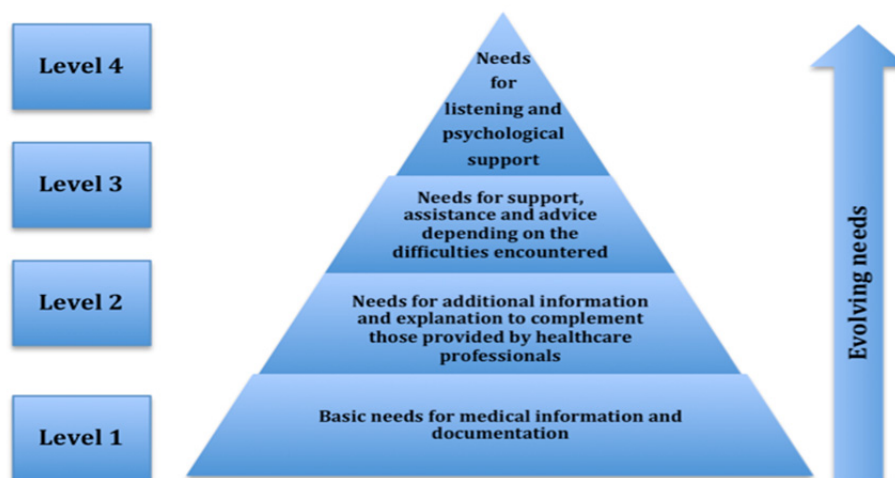 Level 4
Needs
for
listening and
psychological
support
Level 3
Needs for support,
assistance and advice
depending on the
difficulties encountered
Level 2
Needs for additional information
and explanation to complement
those provided by healthcare
professionals
Level 1
Basic needs for medical information and
documentation
Evolving needs